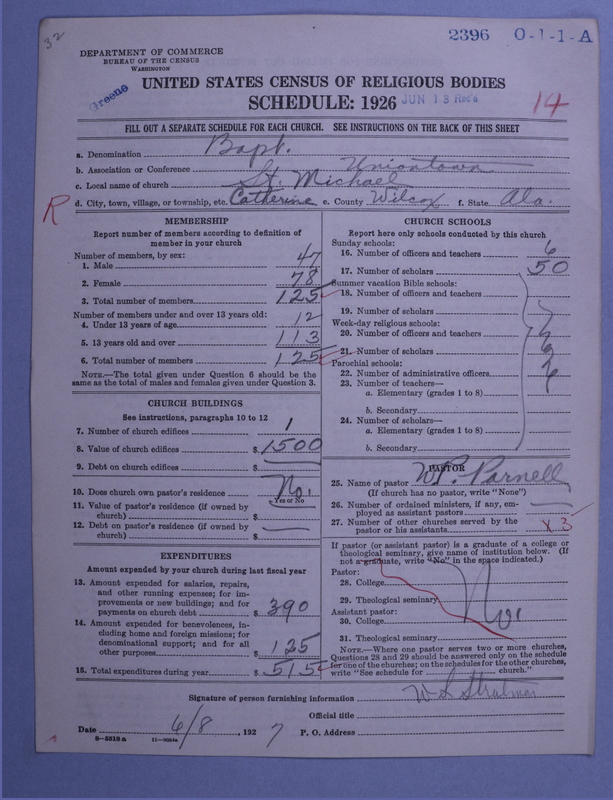 32
2396 O-1-1-A
DEPARTMENT OF COMMERCE
BUREAU OF THE CENSUS
WASHINGTON
Greene
UNITED STATES CENSUS OF RELIGIOUS BODIES
SCHEDULE: 1926 JUN 13 Rec'd
14
FILL OUT A SEPARATE SCHEDULE FOR EACH CHURCH. SEE INSTRUCTIONS ON THE BACK OF THIS SHEET
a. Denomination Bapt.
b. Association or Conference Uniontown
c. Local name of church St. Michael
R d. City, town, village, or township, etc. Catherine e. County Wilcox f. State Ala.
MEMBERSHIP
Report number of members according to definition of
member in your church
Number of members, by sex:
1. Male 47
2. Female 78
3. Total number of members 125
Number of members under and over 13 years old:
4. Under 13 years of age 12
5. 13 years old and over 113
6. Total number of members 125
NOTE.—The total given under Question 6 should be the
same as the total of males and females given under Question 3.
CHURCH BUILDINGS
See instructions, paragraphs 10 to 12
7. Number of church edifices 1
8. Value of church edifices $ 1500
9. Debt on church edifices $
10. Does church own pastor's residence No.
Yes or No
11. Value of pastor's residence (if owned by
church) $
12. Debt on pastor's residence (if owned by
church) $
EXPENDITURES
Amount expended by your church during last fiscal year
13. Amount expended for salaries, repairs,
and other running expenses; for im-
provements or new buildings; and for
payments on church debt $ 390
14. Amount expended for benevolences, in-
cluding home and foreign missions; for
denominational support; and for all
other purposes $ 125
15. Total expenditures during year $ 515
CHURCH SCHOOLS
Report here only schools conducted by this church
Sunday schools:
16. Number of officers and teachers 6
17. Number of scholars 50
Summer vacation Bible schools:
18. Number of officers and teachers
19. Number of scholars
Week-day religious schools:
20. Number of officers and teachers
21. Number of scholars
Parochial schools:
22. Number of administrative officers
23. Number of teachers—
a. Elementary (grades 1 to 8)
b. Secondary
24. Number of scholars—
a. Elementary (grades 1 to 8)
b. Secondary
PASTOR
25. Name of pastor W. P. Parnell
(If church has no pastor, write "None")
26. Number of ordained ministers, if any, em-
ployed as assistant pastors
27. Number of other churches served by the
pastor or his assistants x 3
If pastor (or assistant pastor) is a graduate of a college or
theological seminary, give name of institution below. (If
not a graduate, write "No" in the space indicated.)
Pastor:
28. College
29. Theological seminary
No.
Assistant pastor:
30. College
31. Theological seminary
NOTE.—Where one pastor serves two or more churches,
Questions 28 and 29 should be answered only on the schedule
for one of the churches; on the schedules for the other churches,
write "See schedule for church."
Signature of person furnishing information W. S.
Official title
Date 6/8, 1927 P. O. Address
8-5518a